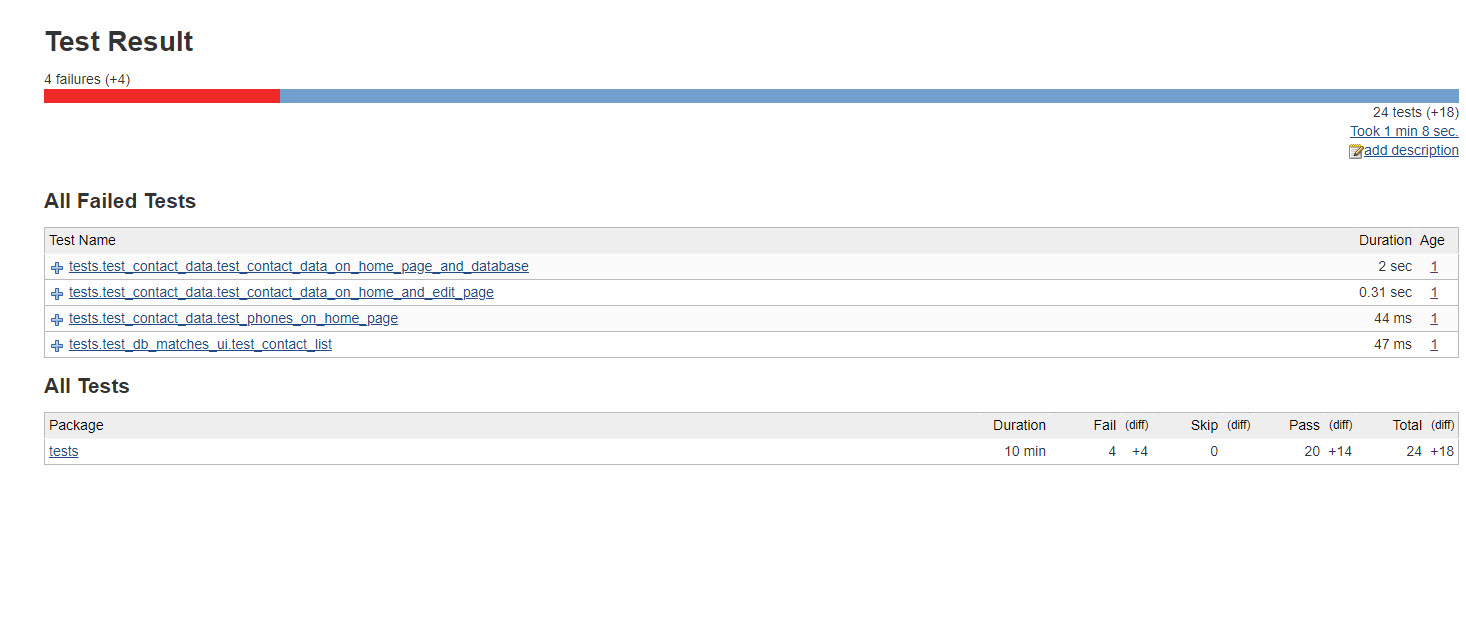 Test Result
4 failures (+4)
24 tests (+18)
Took 1 min 8 sec.
add description
All Failed Tests
Test Name Duration Age
tests.test_contact_data.test_contact_data_on_home_page_and_database 2 sec 1
tests.test_contact_data.test_contact_data_on_home_and_edit_page 0.31 sec 1
tests.test_contact_data.test_phones_on_home_page 44 ms 1
tests.test_db_matches_ui.test_contact_list 47 ms 1
All Tests
Package Duration Fail (diff) Skip (diff) Pass (diff) Total (diff)
tests 10 min 4 +4 0 20 +14 24 +18